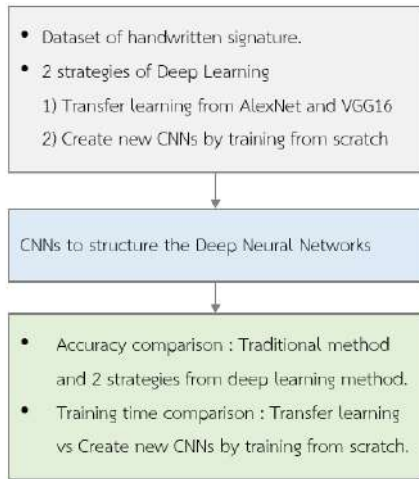 • Dataset of handwritten signature.
• 2 strategies of Deep Learning
1) Transfer learning from AlexNet and VGG16
2) Create new CNNs by training from scratch
CNNs to structure the Deep Neural Networks
• Accuracy comparison : Traditional method
and 2 strategies from deep learning method.
• Training time comparison : Transfer learning
vs Create new CNNs by training from scratch.